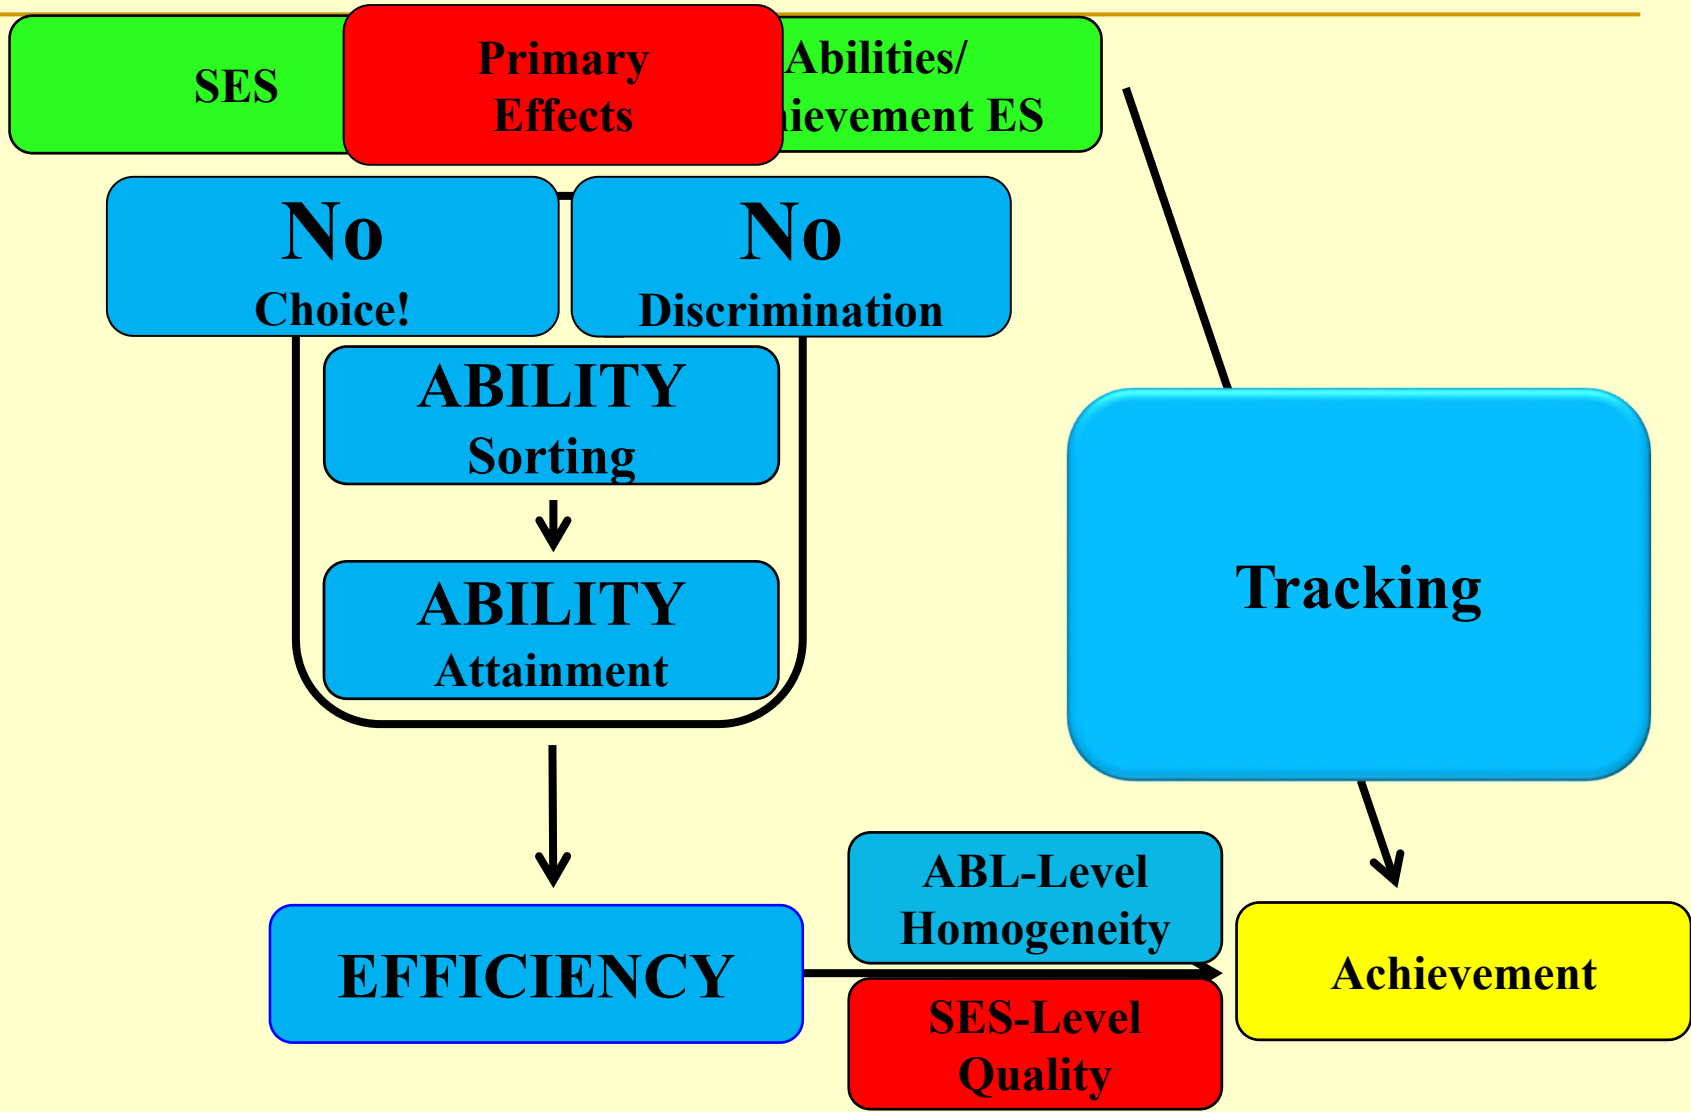 SES
Primary
Effects
Abilities/
ievement ES
No
Choice!
No
Discrimination
ABILITY
Sorting
ABILITY
Attainment
Tracking
ABL-Level
Homogeneity
EFFICIENCY
Achievement
SES-Level
Quality